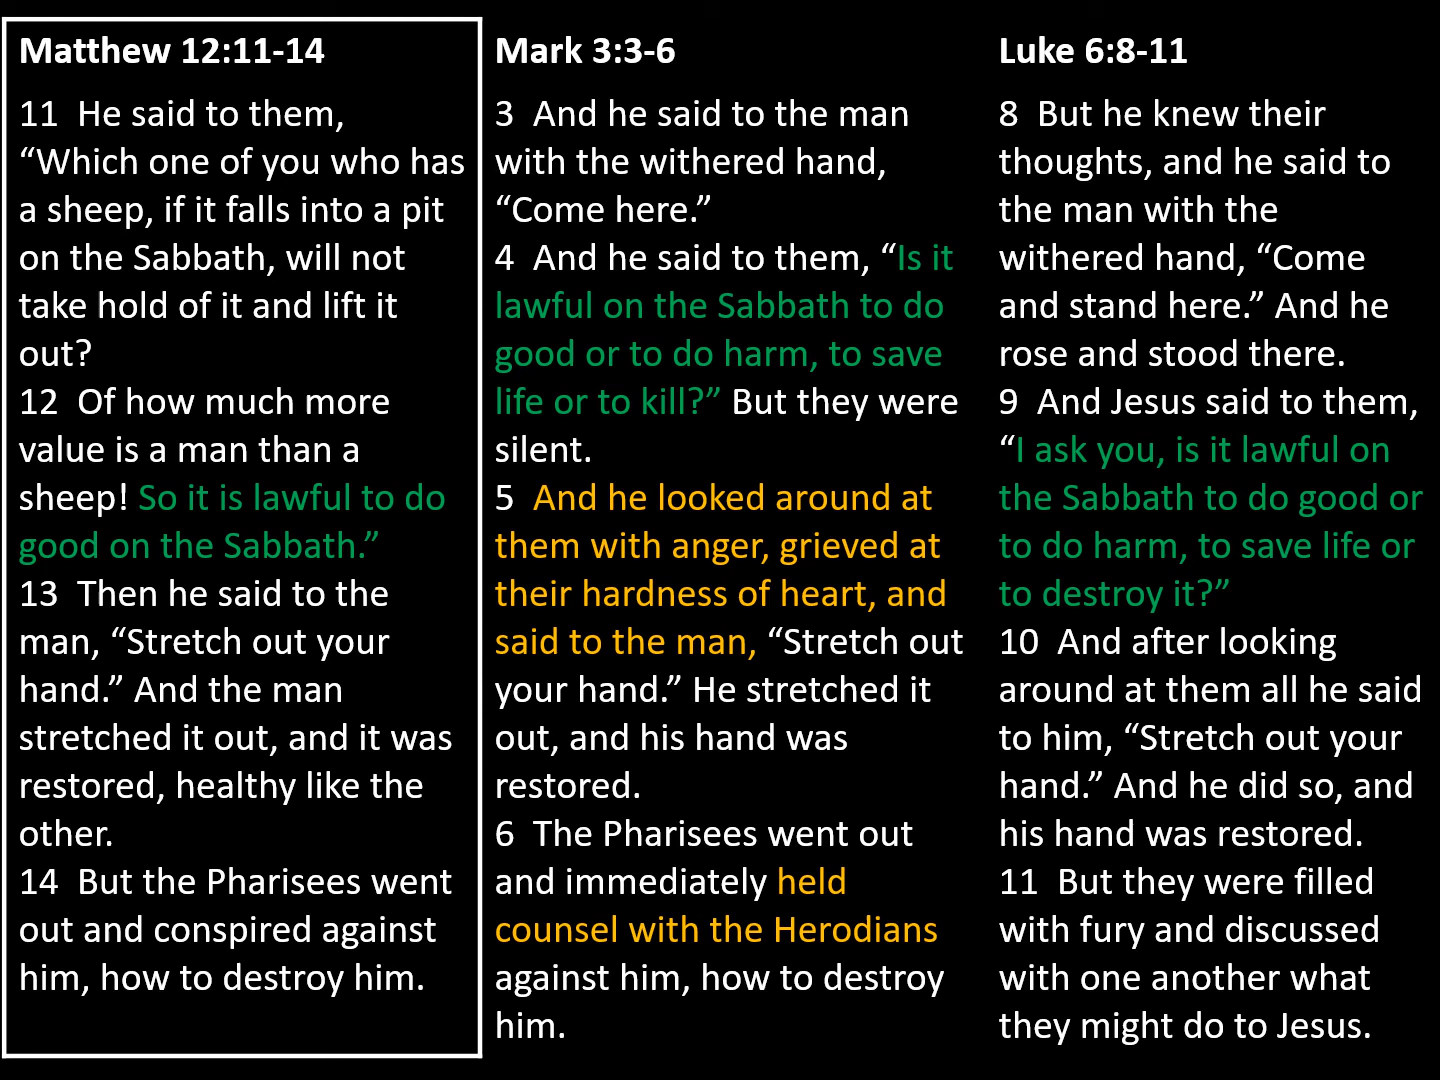 Matthew 12:11-14
11  He said to them,
“Which one of you who has
a sheep, if it falls into a pit
on the Sabbath, will not
take hold of it and lift it
out?
12  Of how much more
value is a man than a
sheep! So it is lawful to do
good on the Sabbath.”
13  Then he said to the
man, “Stretch out your
hand.” And the man
stretched it out, and it was
restored, healthy like the
other.
14  But the Pharisees went
out and conspired against
him, how to destroy him.
Mark 3:3-6
3  And he said to the man
with the withered hand,
“Come here.”
4  And he said to them, “Is it
lawful on the Sabbath to do
good or to do harm, to save
life or to kill?” But they were
silent.
5  And he looked around at
them with anger, grieved at
their hardness of heart, and
said to the man, “Stretch out
your hand.” He stretched it
out, and his hand was
restored.
6  The Pharisees went out
and immediately held
counsel with the Herodians
against him, how to destroy
him.
Luke 6:8-11
8  But he knew their
thoughts, and he said to
the man with the
withered hand, “Come
and stand here.” And he
rose and stood there.
9  And Jesus said to them,
“I ask you, is it lawful on
the Sabbath to do good or
to do harm, to save life or
to destroy it?”
10  And after looking
around at them all he said
to him, “Stretch out your
hand.” And he did so, and
his hand was restored.
11  But they were filled
with fury and discussed
with one another what
they might do to Jesus.